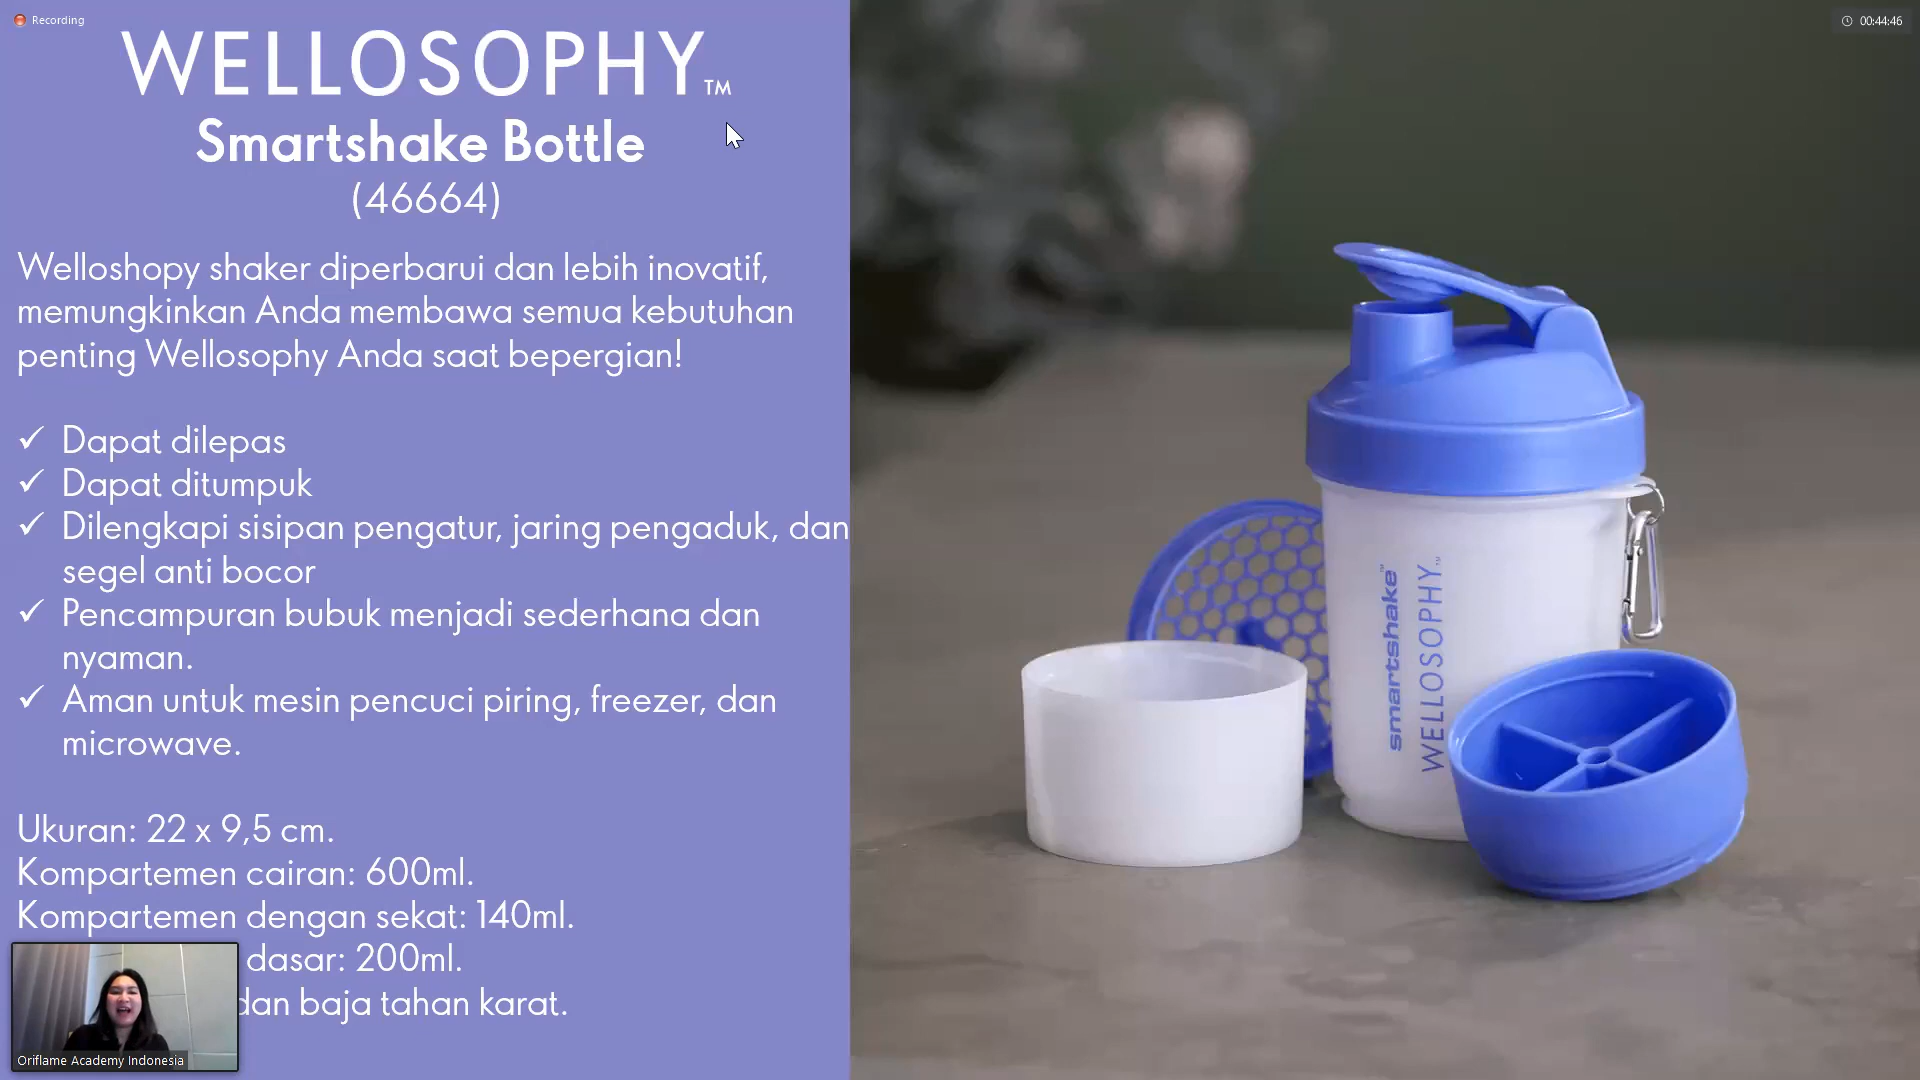 Recording
00:44:46
WELLOSOPHY™
Smartshake Bottle
(46664)
Welloshopy shaker diperbarui dan lebih inovatif,
memungkinkan Anda membawa semua kebutuhan
penting Wellosophy Anda saat bepergian!
✓ Dapat dilepas
✓ Dapat ditumpuk
✓ Dilengkapi sisipan pengatur, jaring pengaduk, dan
segel anti bocor
✓ Pencampuran bubuk menjadi sederhana dan
nyaman.
✓ Aman untuk mesin pencuci piring, freezer, dan
microwave.
Ukuran: 22 x 9,5 cm.
Kompartemen cairan: 600ml.
Kompartemen dengan sekat: 140ml.
dasar: 200ml.
dan baja tahan karat.
Oriflame Academy Indonesia
smartshake™
WELLOSOPHY™